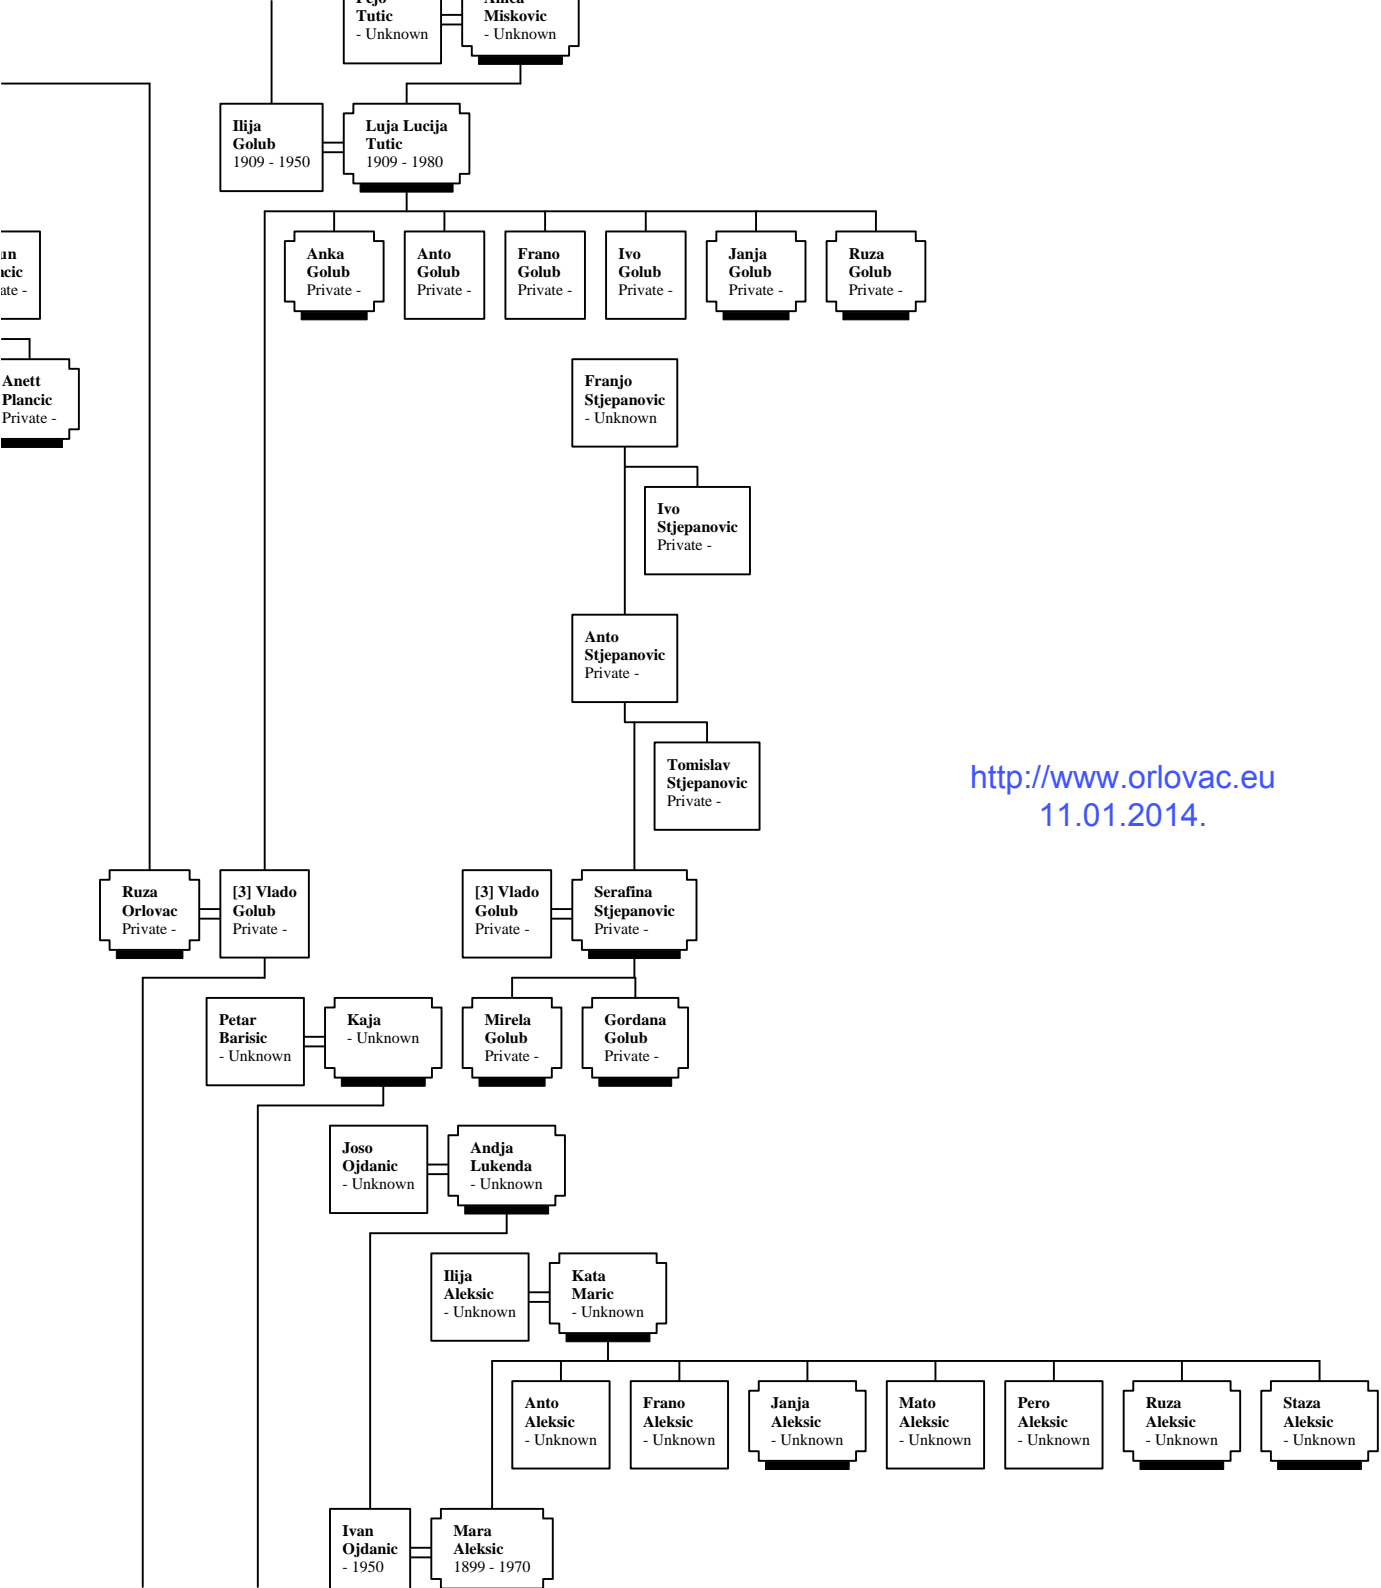 Tutic
- Unknown
Miskovic
- Unknown
Ilija
Golub
1909 - 1950
Luja Lucija
Tutic
1909 - 1980
Anka
Golub
Private -
Anto
Golub
Private -
Frano
Golub
Private -
Ivo
Golub
Private -
Janja
Golub
Private -
Ruza
Golub
Private -
Anett
Plancic
Private -
Franjo
Stjepanovic
- Unknown
Ivo
Stjepanovic
Private -
Anto
Stjepanovic
Private -
Tomislav
Stjepanovic
Private -
http://www.orlovac.eu
11.01.2014.
Ruza
Orlovac
Private -
[3] Vlado
Golub
Private -
[3] Vlado
Golub
Private -
Serafina
Stjepanovic
Private -
Petar
Barisic
- Unknown
Kaja
- Unknown
Mirela
Golub
Private -
Gordana
Golub
Private -
Joso
Ojdanic
- Unknown
Andja
Lukenda
- Unknown
Ilija
Aleksic
- Unknown
Kata
Maric
- Unknown
Anto
Aleksic
- Unknown
Frano
Aleksic
- Unknown
Janja
Aleksic
- Unknown
Mato
Aleksic
- Unknown
Pero
Aleksic
- Unknown
Ruza
Aleksic
- Unknown
Staza
Aleksic
- Unknown
Ivan
Ojdanic
- 1950
Mara
Aleksic
1899 - 1970